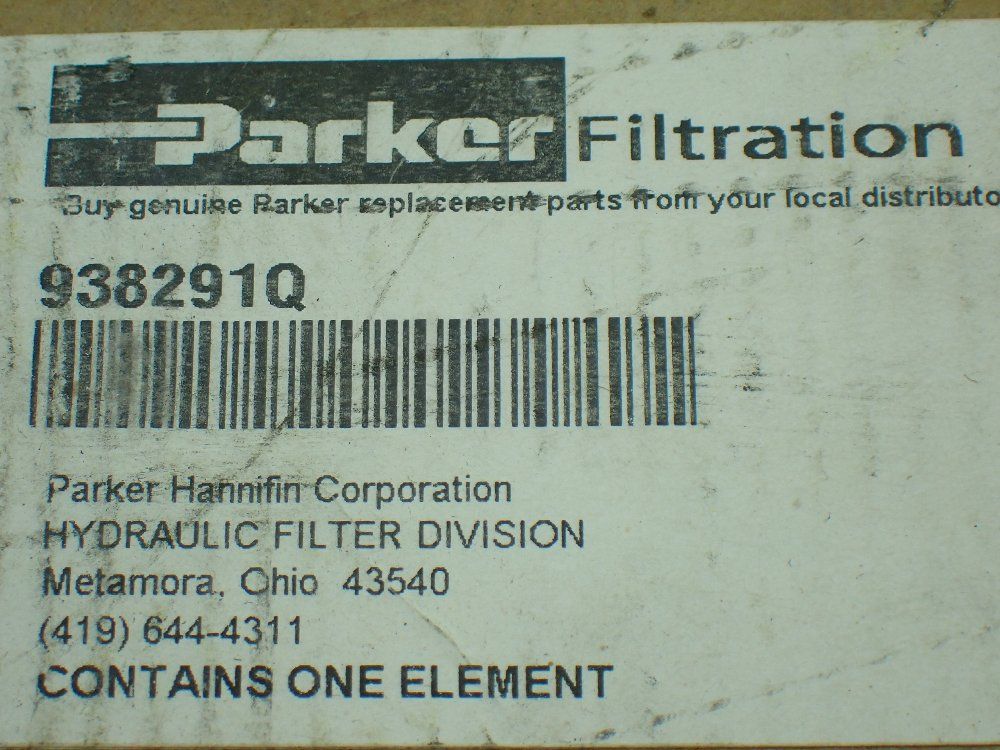 Parker Filtration
Buy genuine Parker replacement parts from your local distributo
938291Q
Parker Hannifin Corporation
HYDRAULIC FILTER DIVISION
Metamora, Ohio 43540
(419) 644-4311
CONTAINS ONE ELEMENT